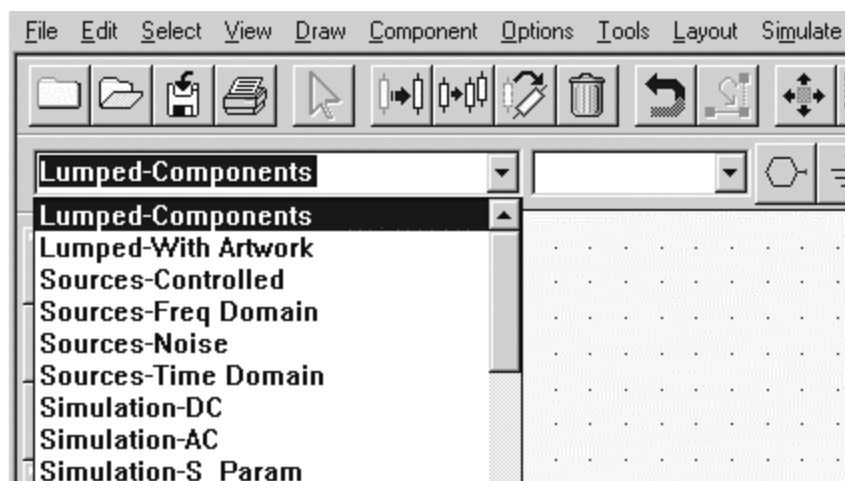 File Edit Select View Draw Component Options Tools Layout Simulate
Lumped-Components
Lumped-Components
Lumped-With Artwork
Sources-Controlled
Sources-Freq Domain
Sources-Noise
Sources-Time Domain
Simulation-DC
Simulation-AC
Simulation-S_Param